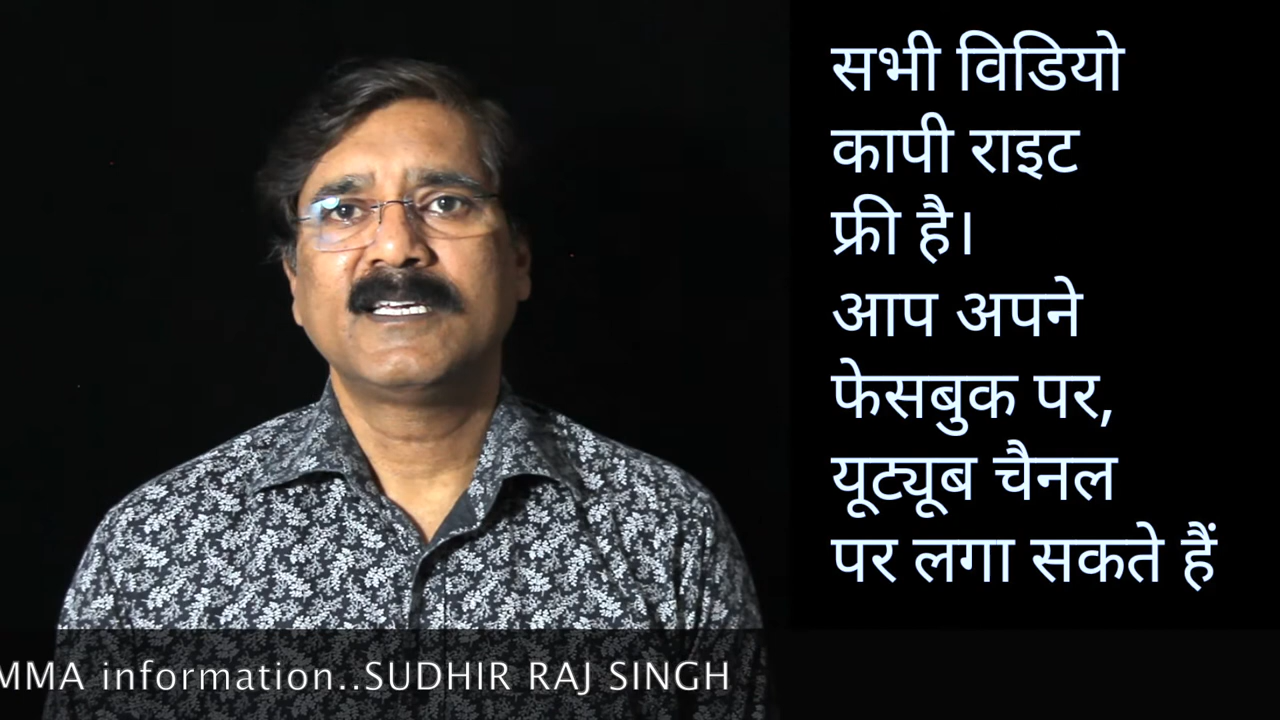 सभी विडियो
कापी राइट
फ्री है।
आप अपने
फेसबुक पर,
यूट्यूब चैनल
पर लगा सकते हैं
MMA information..SUDHIR RAJ SINGH